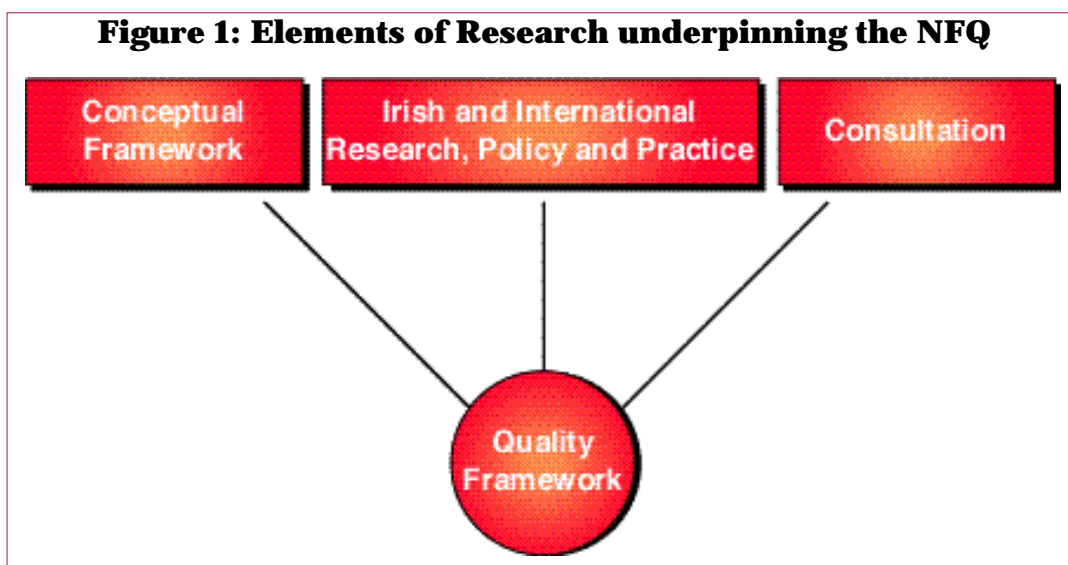 Figure 1: Elements of Research underpinning the NFQ
Conceptual
Framework
Irish and International
Research, Policy and Practice
Consultation
Quality
Framework